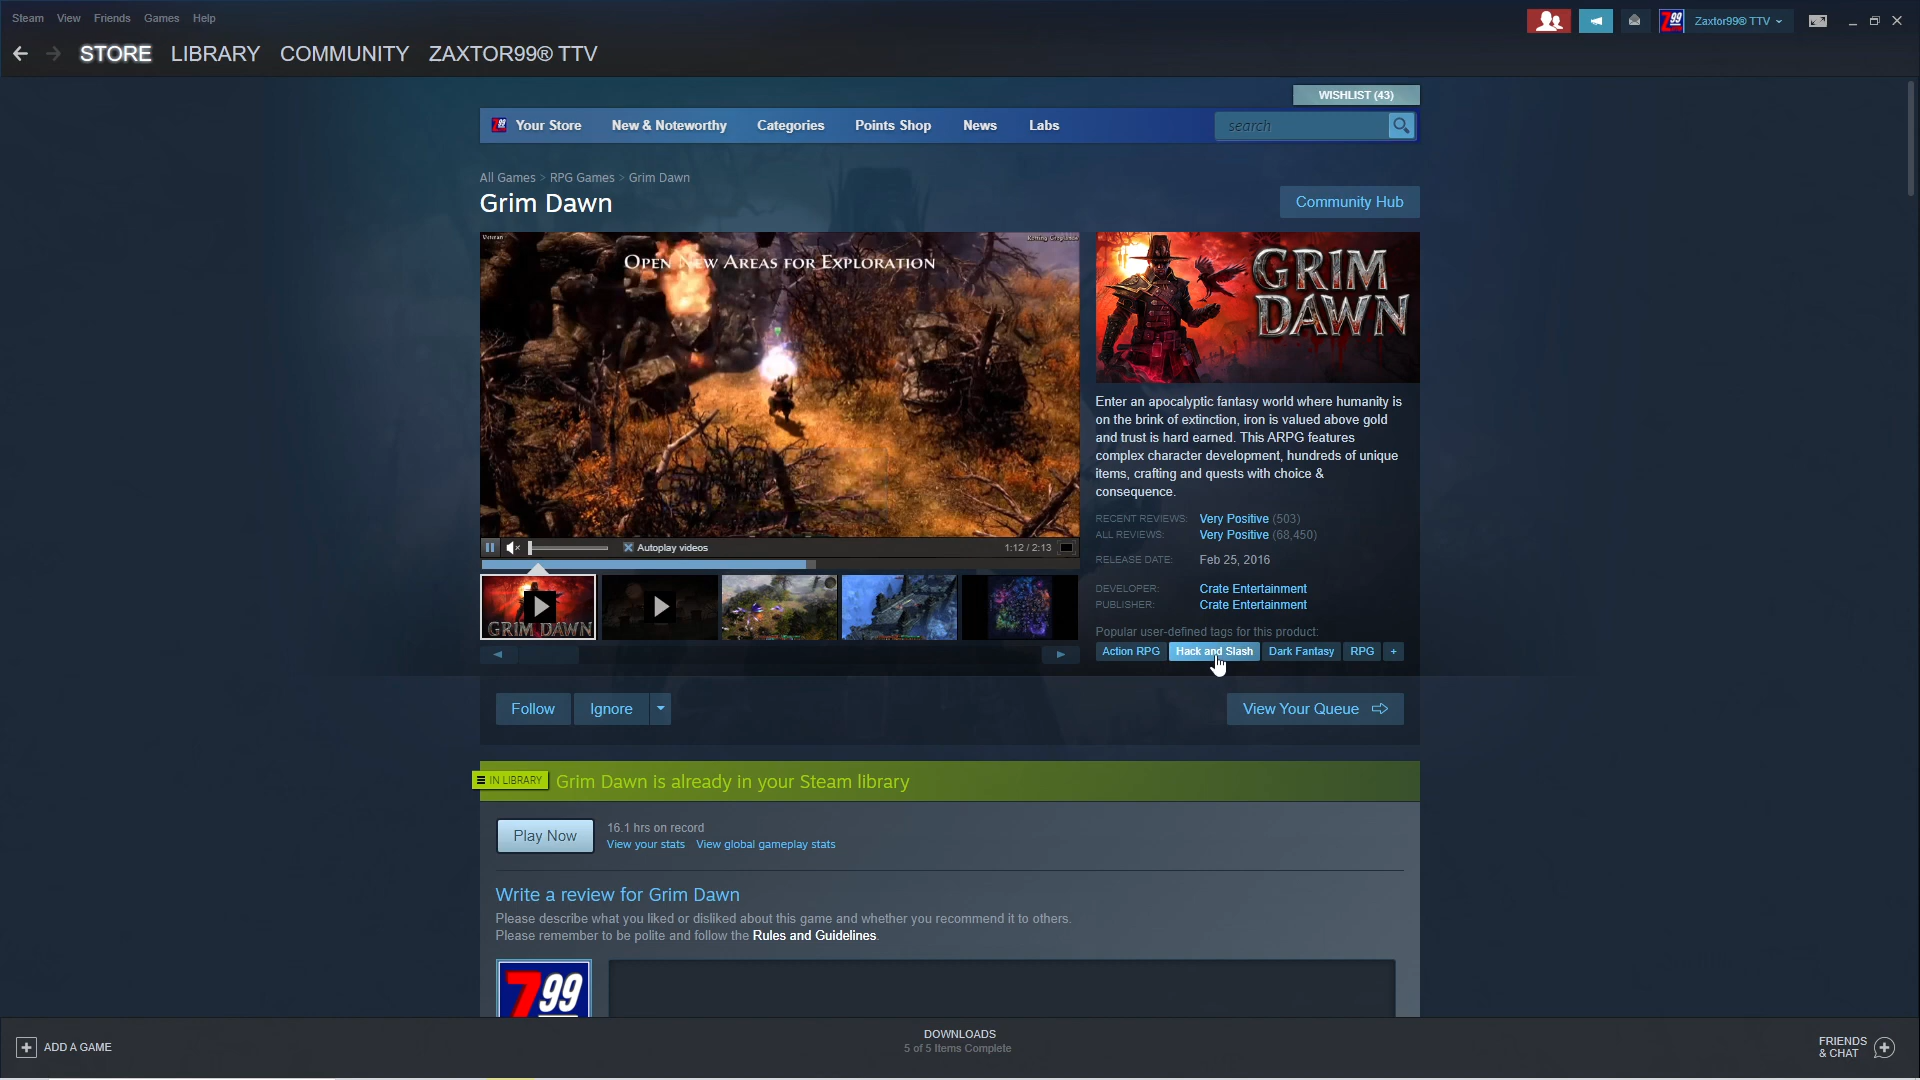 Steam View Friends Games Help
Zaxtor99® TTV
STORE LIBRARY COMMUNITY ZAXTOR99® TTV
WISHLIST (43)
Your Store New & Noteworthy Categories Points Shop News Labs
search
All Games > RPG Games > Grim Dawn
Grim Dawn
Community Hub
Veteran
OPEN NEW AREAS FOR EXPLORATION
GRIM
DAWN
Enter an apocalyptic fantasy world where humanity is
on the brink of extinction, iron is valued above gold
and trust is hard earned. This ARPG features
complex character development, hundreds of unique
items, crafting and quests with choice &
consequence.
RECENT REVIEWS: Very Positive (503)
ALL REVIEWS: Very Positive (68,450)
RELEASE DATE: Feb 25, 2016
DEVELOPER: Crate Entertainment
PUBLISHER: Crate Entertainment
Popular user-defined tags for this product:
Action RPG Hack and Slash Dark Fantasy RPG +
Autoplay videos
1:12 / 2:13
GRIM DAWN
Follow Ignore
View Your Queue
IN LIBRARY
Grim Dawn is already in your Steam library
Play Now
16.1 hrs on record
View your stats View global gameplay stats
Write a review for Grim Dawn
Please describe what you liked or disliked about this game and whether you recommend it to others.
Please remember to be polite and follow the Rules and Guidelines.
799
ADD A GAME
DOWNLOADS
5 of 5 Items Complete
FRIENDS
& CHAT